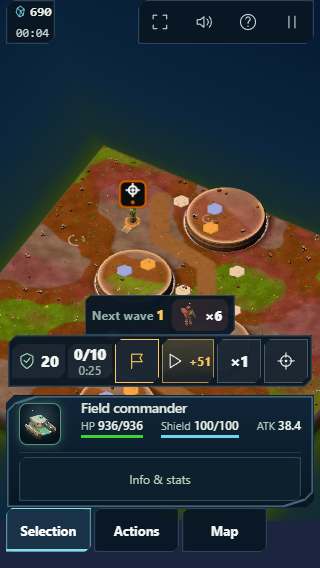 690
00:04
Next wave 1 ×6
20 0/10 +51 ×1
0:25
Field commander
HP 936/936 Shield 100/100 ATK 38.4
Info & stats
Selection Actions Map